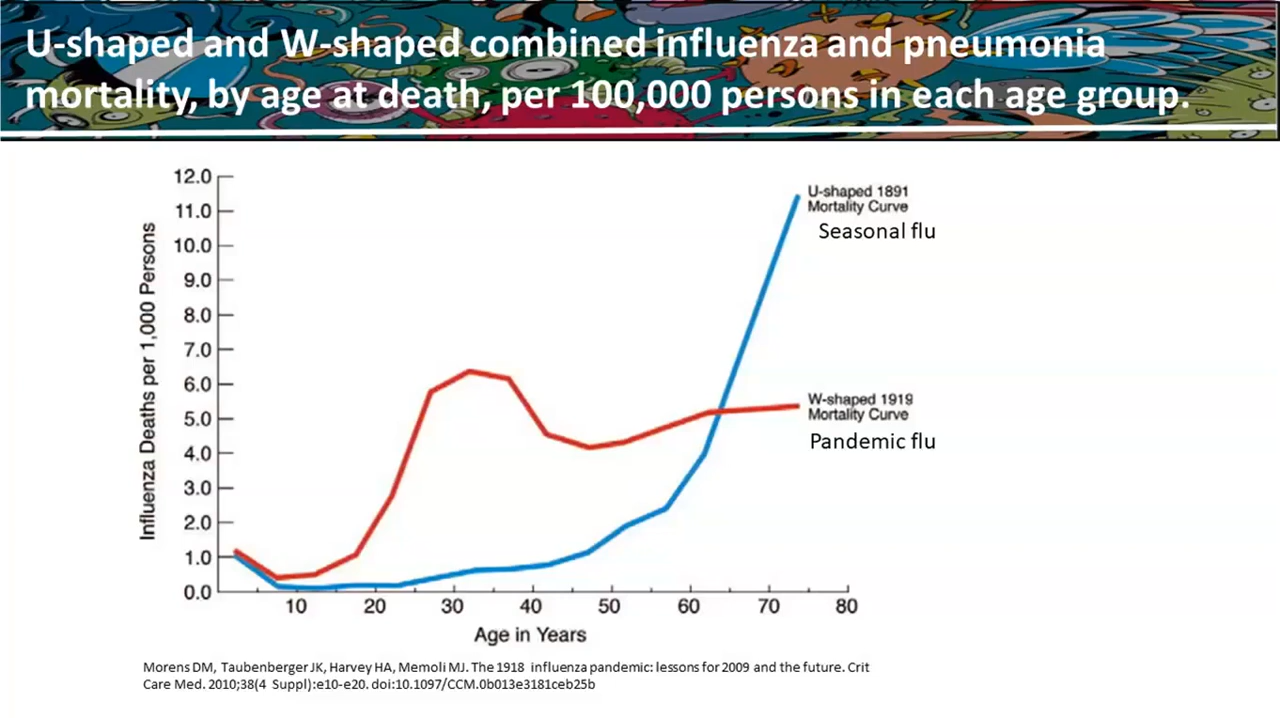 U-shaped and W-shaped combined influenza and pneumonia
mortality, by age at death, per 100,000 persons in each age group.
12.0
11.0
10.0
9.0
8.0
7.0
6.0
5.0
4.0
3.0
2.0
1.0
0.0
Influenza Deaths per 1,000 Persons
U-shaped 1891
Mortality Curve
Seasonal flu
W-shaped 1919
Mortality Curve
Pandemic flu
10 20 30 40 50 60 70 80
Age in Years
Morens DM, Taubenberger JK, Harvey HA, Memoli MJ. The 1918 influenza pandemic: lessons for 2009 and the future. Crit
Care Med. 2010;38(4 Suppl):e10-e20. doi:10.1097/CCM.0b013e3181ceb25b